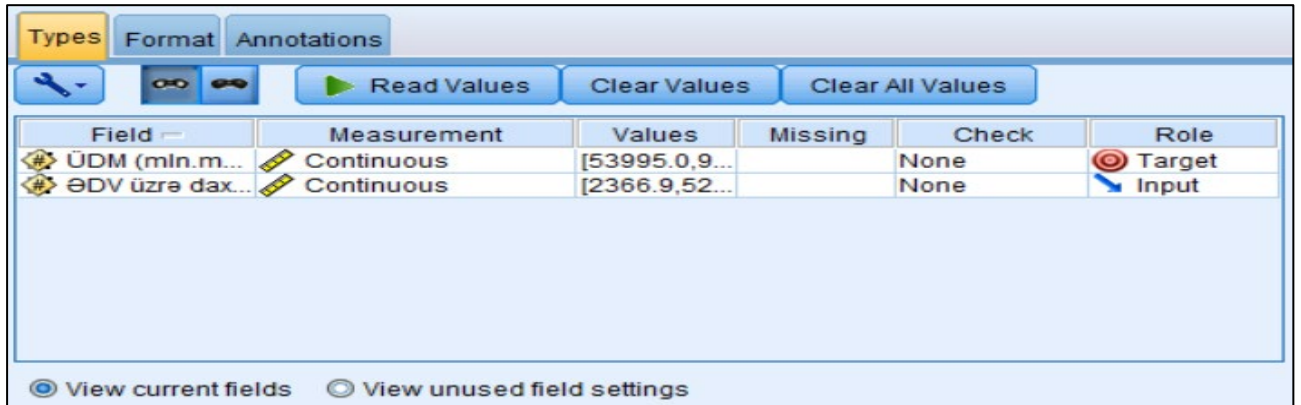 Types Format Annotations
Read Values Clear Values Clear All Values
Field Measurement Values Missing Check Role
ÜDM (mln.m... Continuous [53995.0,9... None Target
ƏDV üzrə dax... Continuous [2366.9,52... None Input
View current fields View unused field settings